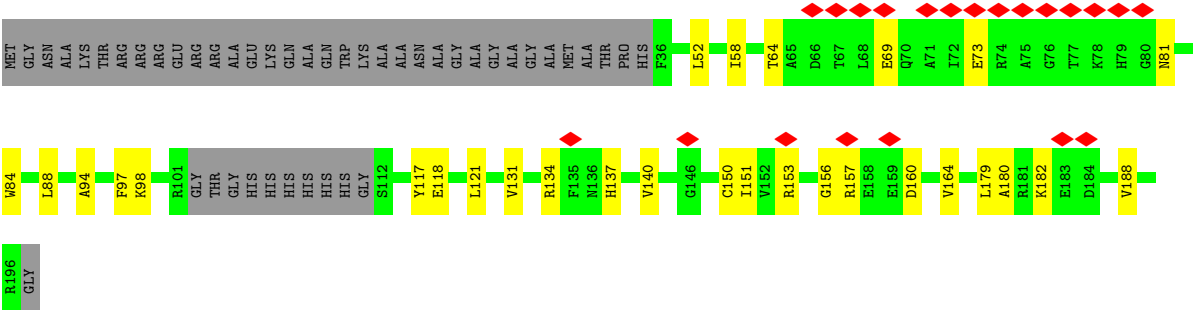 MET GLY ASN ALA LYS THR ARG ARG ARG GLU ARG ARG ALA GLU LYS GLN ALA GLN TRP LYS ALA ALA ASN ALA GLY ALA GLY ALA GLY ALA MET ALA THR PRO HIS F36 L52 I58 T64 A65 D66 T67 L68 E69 Q70 A71 I72 E73 R74 A75 G76 T77 K78 H79 G80 N81
W84 L88 A94 F97 K98 R101 GLY THR GLY HIS HIS HIS HIS HIS HIS GLY S112 Y117 E118 L121 V131 R134 F135 N136 H137 V140 G146 C150 I151 V152 R153 G156 R157 E158 E159 D160 V164 L179 A180 R181 K182 E183 D184 V188
R196 GLY